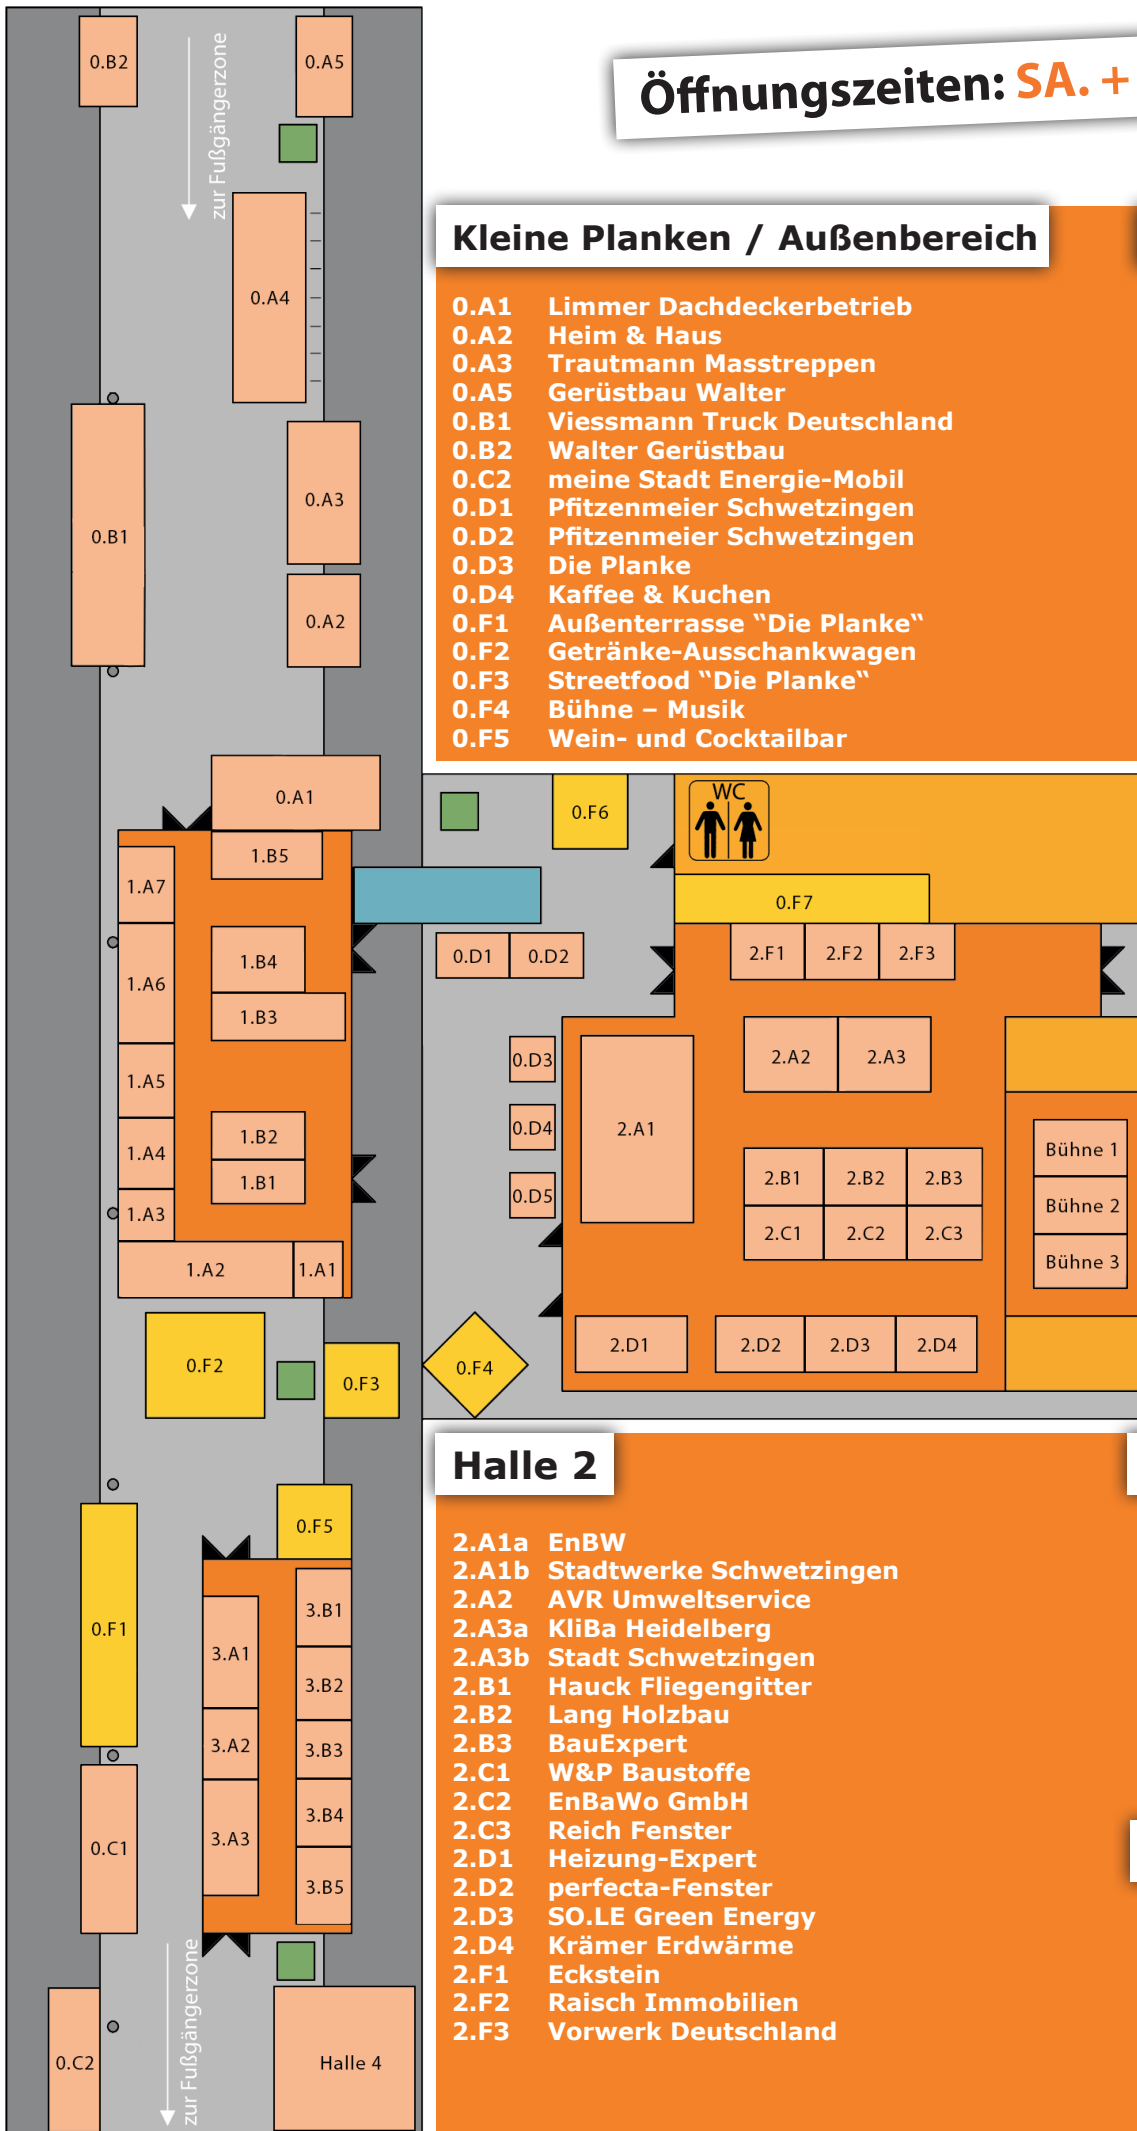 0.B2
0.A5
zur Fußgängerzone
Öffnungszeiten: SA. +
Kleine Planken / Außenbereich
0.A1 Limmer Dachdeckerbetrieb
0.A2 Heim & Haus
0.A3 Trautmann Masstreppen
0.A5 Gerüstbau Walter
0.B1 Viessmann Truck Deutschland
0.B2 Walter Gerüstbau
0.C2 meine Stadt Energie-Mobil
0.D1 Pfitzenmeier Schwetzingen
0.D2 Pfitzenmeier Schwetzingen
0.D3 Die Planke
0.D4 Kaffee & Kuchen
0.F1 Außenterrasse “Die Planke“
0.F2 Getränke-Ausschankwagen
0.F3 Streetfood “Die Planke“
0.F4 Bühne – Musik
0.F5 Wein- und Cocktailbar
0.A4
0.A3
0.B1
0.A2
0.A1
1.B5
1.A7
1.B4
1.A6
1.B3
1.A5
1.B2
1.A4
1.B1
1.A3
1.A2
1.A1
0.F6
WC
0.F7
0.D1
0.D2
2.F1
2.F2
2.F3
0.D3
2.A2
2.A3
0.D4
2.A1
Bühne 1
0.D5
2.B1
2.B2
2.B3
Bühne 2
2.C1
2.C2
2.C3
Bühne 3
2.D1
2.D2
2.D3
2.D4
0.F2
0.F3
0.F4
Halle 2
2.A1a EnBW
2.A1b Stadtwerke Schwetzingen
2.A2 AVR Umweltservice
2.A3a KliBa Heidelberg
2.A3b Stadt Schwetzingen
2.B1 Hauck Fliegengitter
2.B2 Lang Holzbau
2.B3 BauExpert
2.C1 W&P Baustoffe
2.C2 EnBaWo GmbH
2.C3 Reich Fenster
2.D1 Heizung-Expert
2.D2 perfecta-Fenster
2.D3 SO.LE Green Energy
2.D4 Krämer Erdwärme
2.F1 Eckstein
2.F2 Raisch Immobilien
2.F3 Vorwerk Deutschland
0.F5
0.F1
3.B1
3.A1
3.B2
3.A2
3.B3
3.B4
3.A3
0.C1
3.B5
zur Fußgängerzone
0.C2
Halle 4